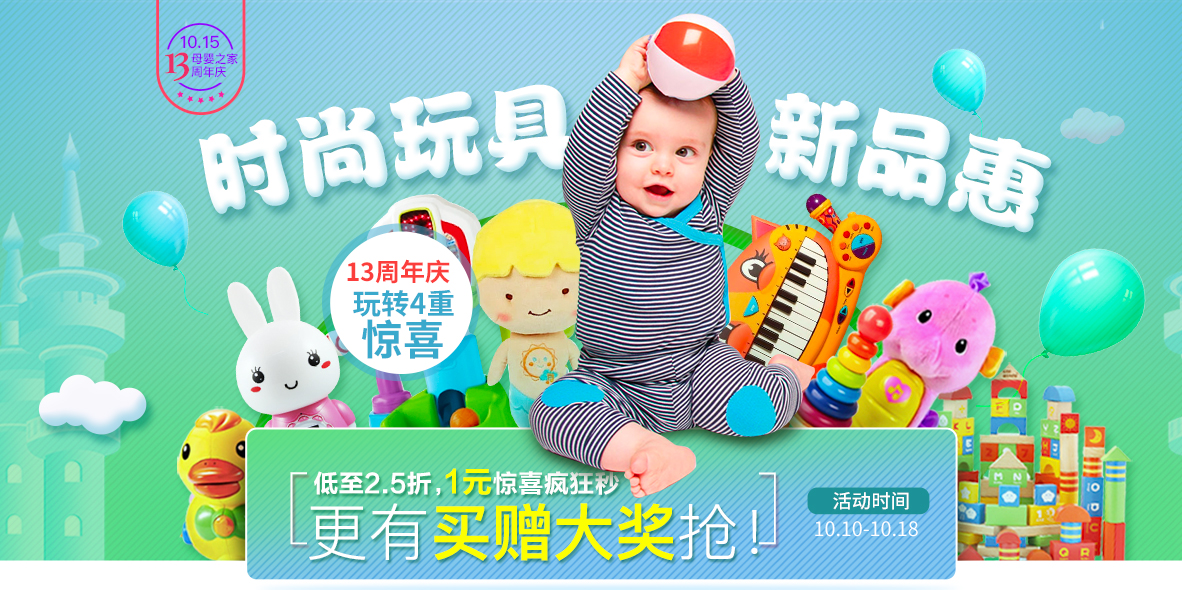 10.15
13 母婴之家
周年庆
时尚玩具
新品惠
13周年庆
玩转4重
惊喜
低至2.5折,1元惊喜疯狂秒
更有买赠大奖抢!
活动时间
10.10-10.18